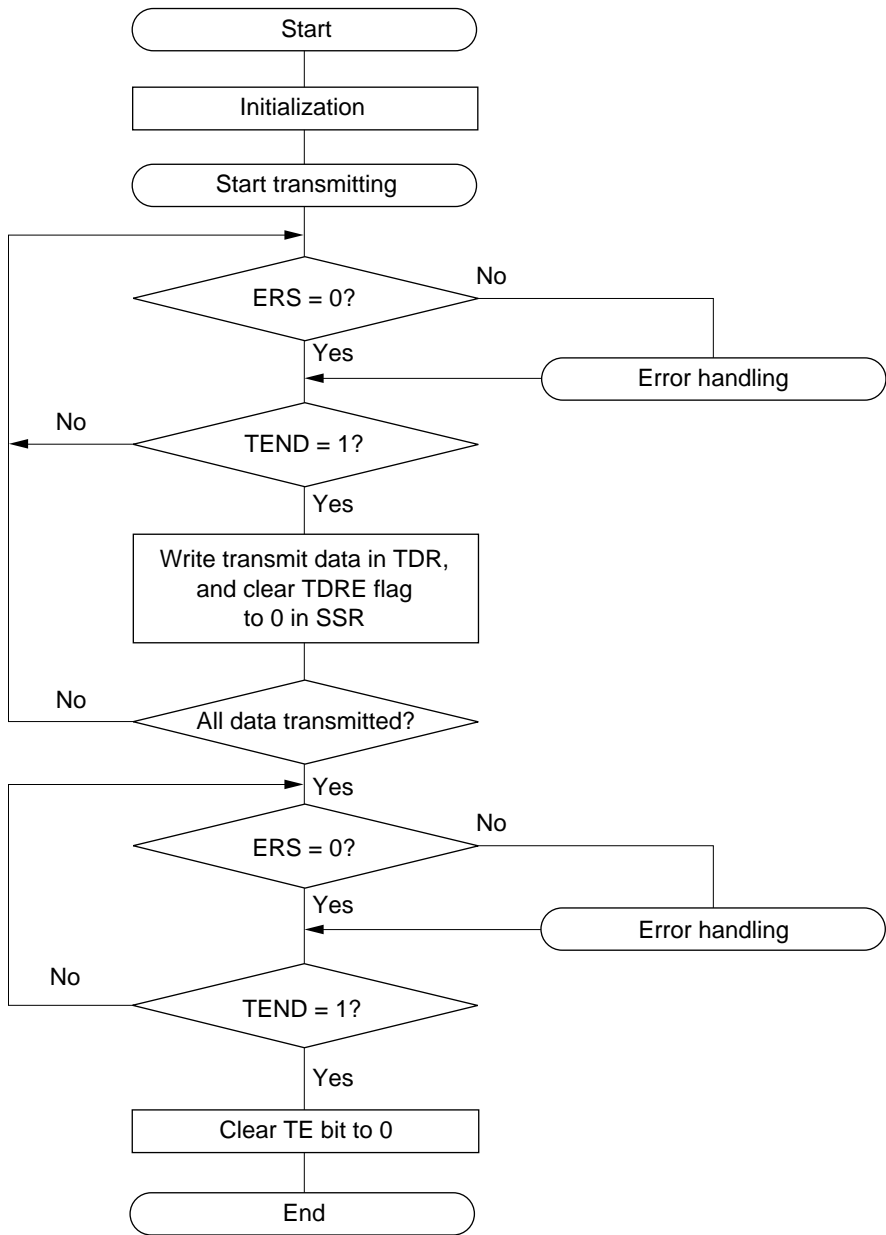 Start
Initialization
Start transmitting
No
ERS = 0?
Yes
Error handling
No
TEND = 1?
Yes
Write transmit data in TDR,
and clear TDRE flag
to 0 in SSR
No
All data transmitted?
Yes
No
ERS = 0?
Yes
Error handling
No
TEND = 1?
Yes
Clear TE bit to 0
End